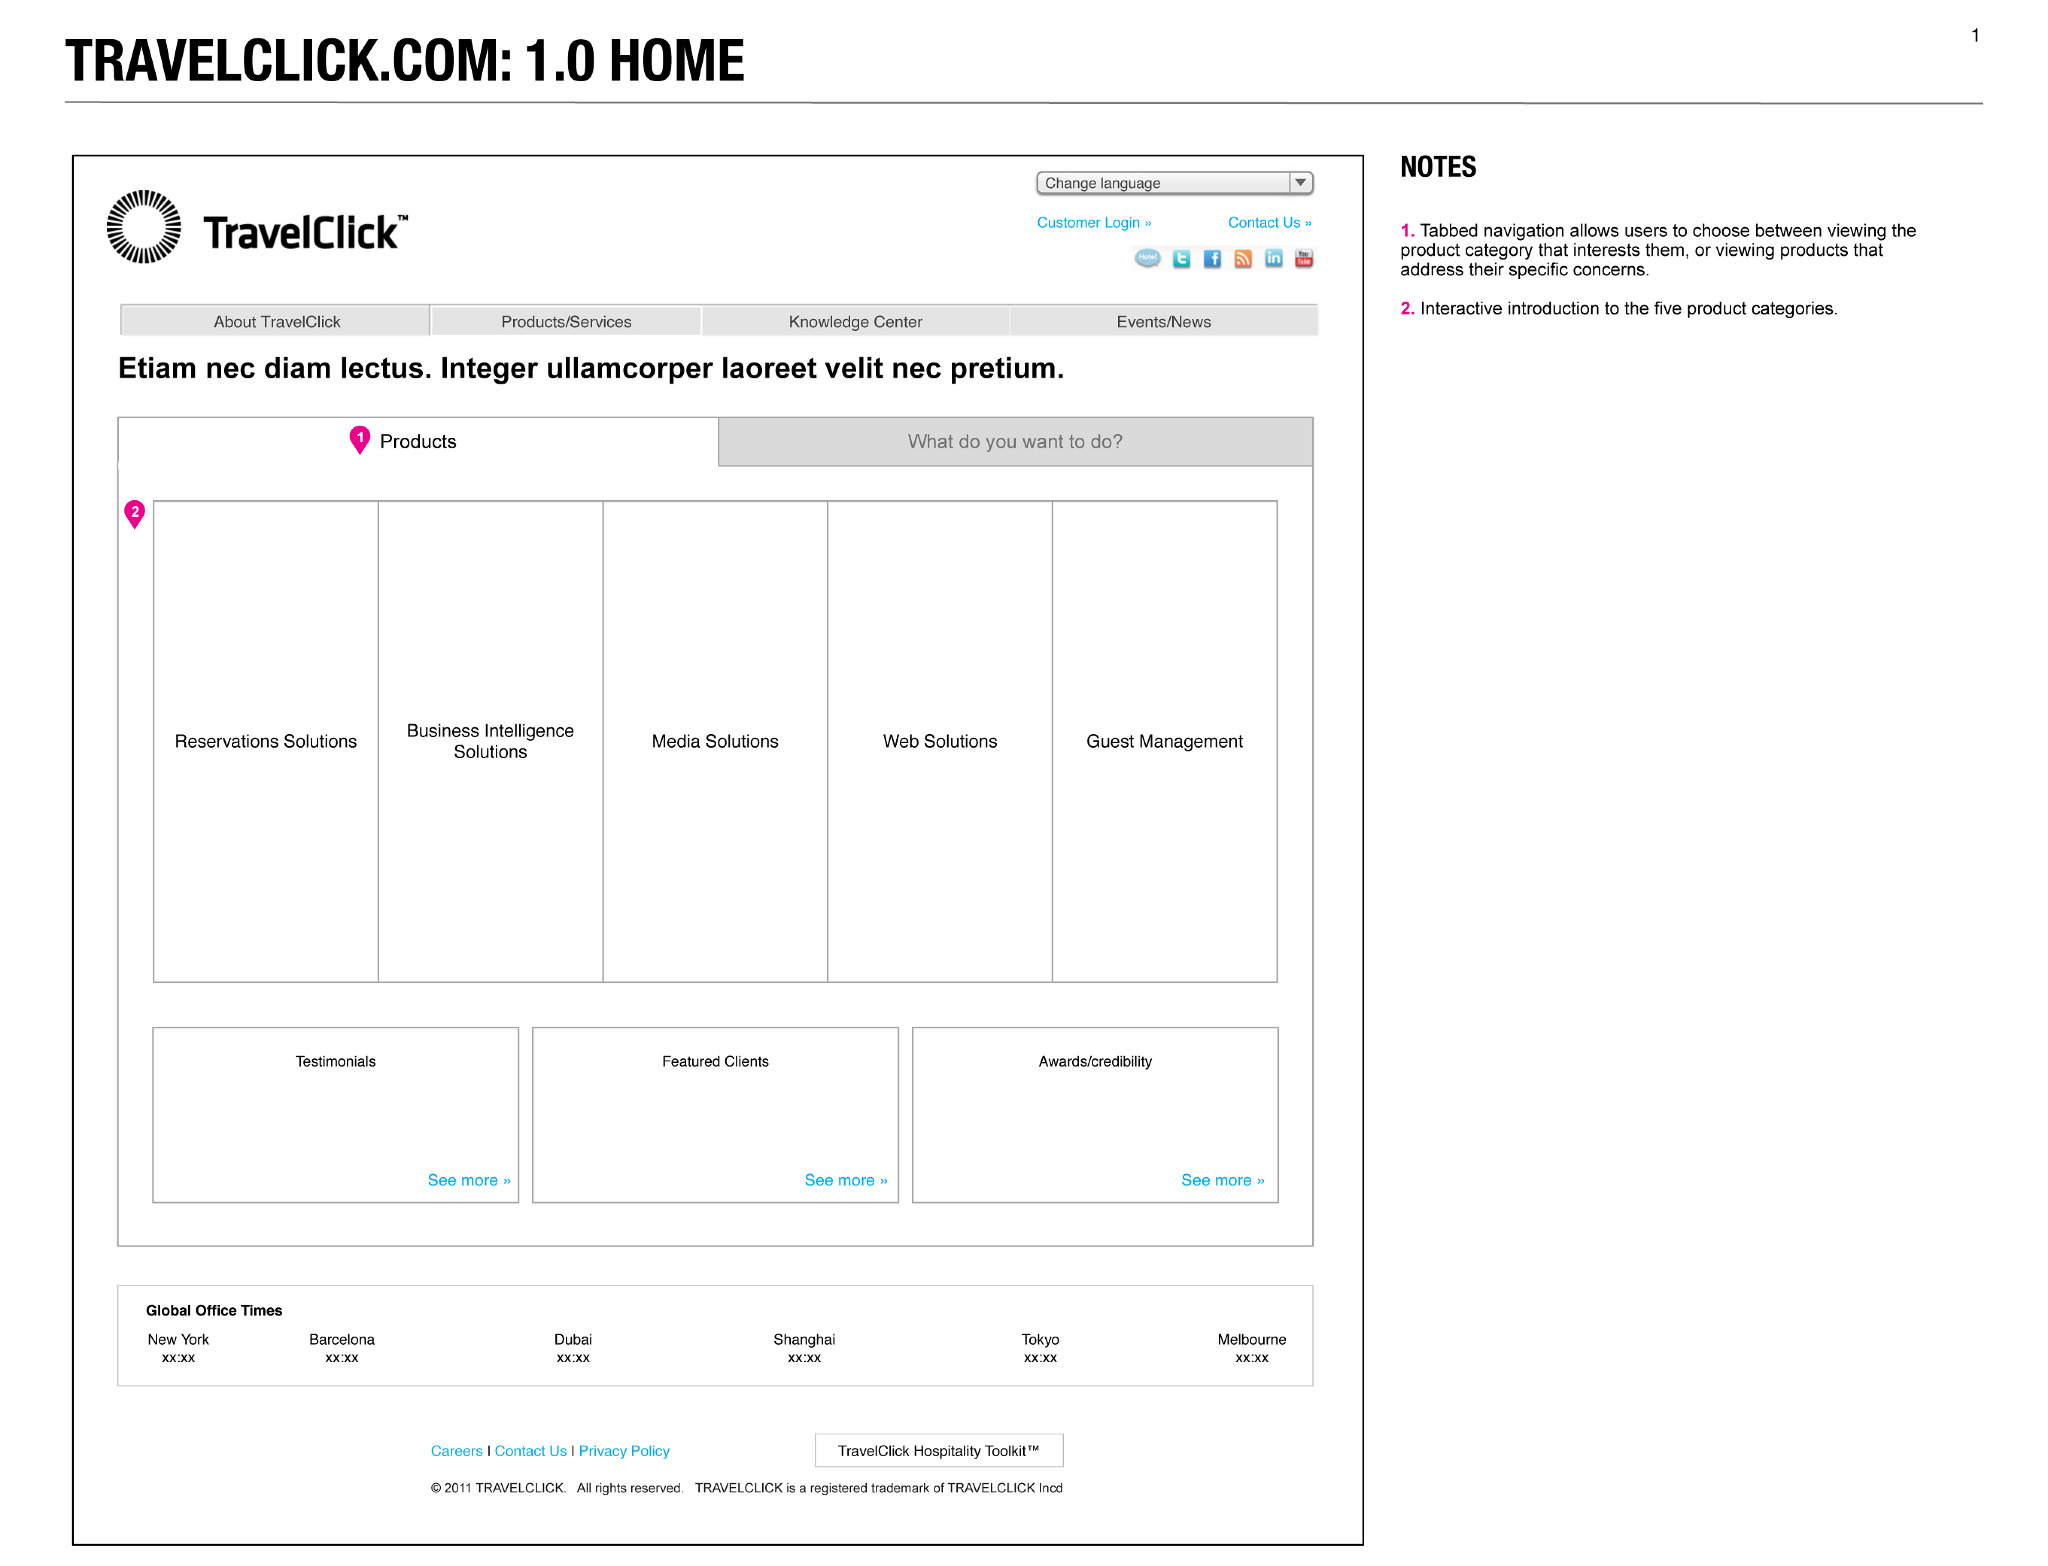 TRAVELCLICK.COM: 1.0 HOME
1
Change language
TravelClick™
Customer Login »
Contact Us »
Hotel
t
f
in
You Tube
About TravelClick
Products/Services
Knowledge Center
Events/News
Etiam nec diam lectus. Integer ullamcorper laoreet velit nec pretium.
1 Products
What do you want to do?
2
Reservations Solutions
Business Intelligence
Solutions
Media Solutions
Web Solutions
Guest Management
Testimonials
See more »
Featured Clients
See more »
Awards/credibility
See more »
Global Office Times
New York
xx:xx
Barcelona
xx:xx
Dubai
xx:xx
Shanghai
xx:xx
Tokyo
xx:xx
Melbourne
xx:xx
Careers | Contact Us | Privacy Policy
TravelClick Hospitality Toolkit™
© 2011 TRAVELCLICK. All rights reserved. TRAVELCLICK is a registered trademark of TRAVELCLICK Incd
NOTES
1. Tabbed navigation allows users to choose between viewing the
product category that interests them, or viewing products that
address their specific concerns.
2. Interactive introduction to the five product categories.